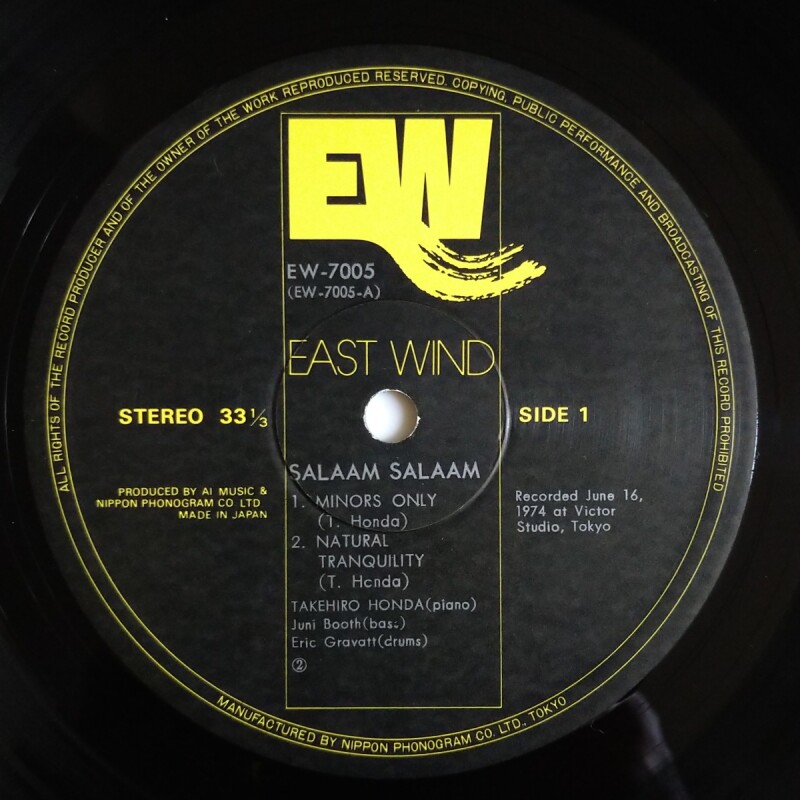 ALL RIGHTS OF THE RECORD PRODUCER AND OF THE OWNER OF THE WORK REPRODUCED RESERVED. COPYING, PUBLIC PERFORMANCE AND BROADCASTING OF THIS RECORD PROHIBITED
EW
EW-7005
(EW-7005-A)
EAST WIND
STEREO 33⅓
SIDE 1
SALAAM SALAAM
1. MINORS ONLY
(T. Honda)
2. NATURAL
TRANQUILITY
(T. Honda)
TAKEHIRO HONDA(piano)
Juni Booth(bass)
Eric Gravatt(drums)
②
PRODUCED BY AI MUSIC &
NIPPON PHONOGRAM CO. LTD
MADE IN JAPAN
Recorded June 16,
1974 at Victor
Studio, Tokyo
MANUFACTURED BY NIPPON PHONOGRAM CO. LTD., TOKYO